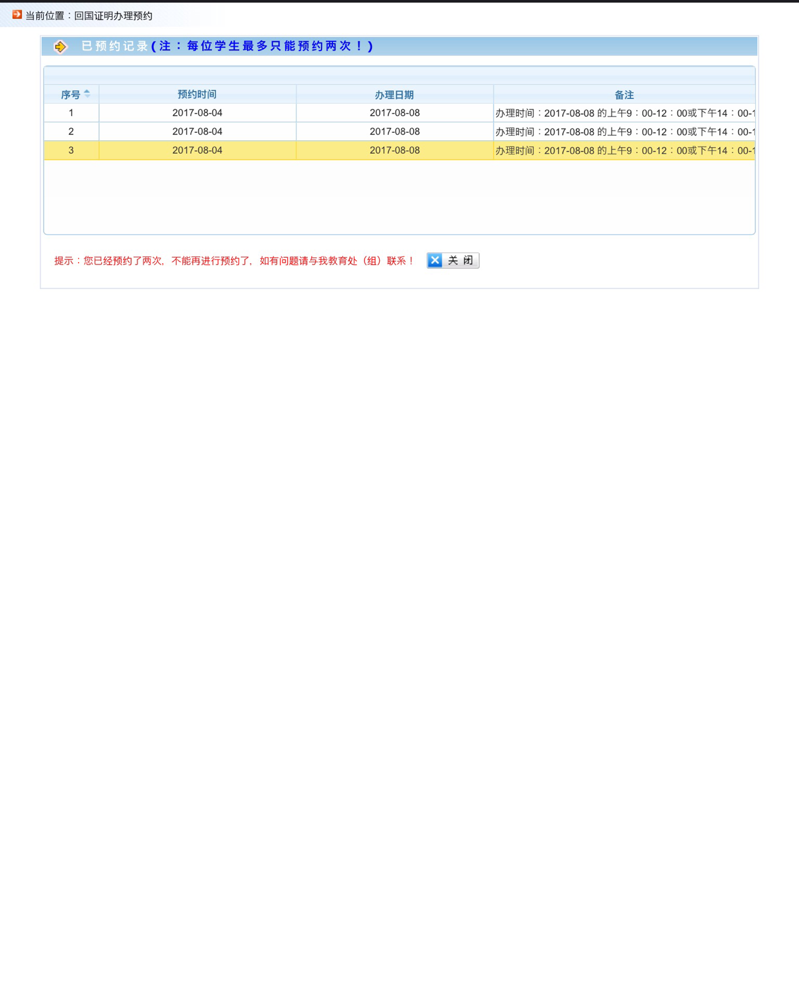 当前位置：回国证明办理预约
已预约记录(注：每位学生最多只能预约两次！)
序号 预约时间 办理日期 备注
1 2017-08-04 2017-08-08 办理时间：2017-08-08 的上午9：00-12：00或下午14：00-1
2 2017-08-04 2017-08-08 办理时间：2017-08-08 的上午9：00-12：00或下午14：00-1
3 2017-08-04 2017-08-08 办理时间：2017-08-08 的上午9：00-12：00或下午14：00-1
提示：您已经预约了两次，不能再进行预约了，如有问题请与我教育处（组）联系！ 关 闭